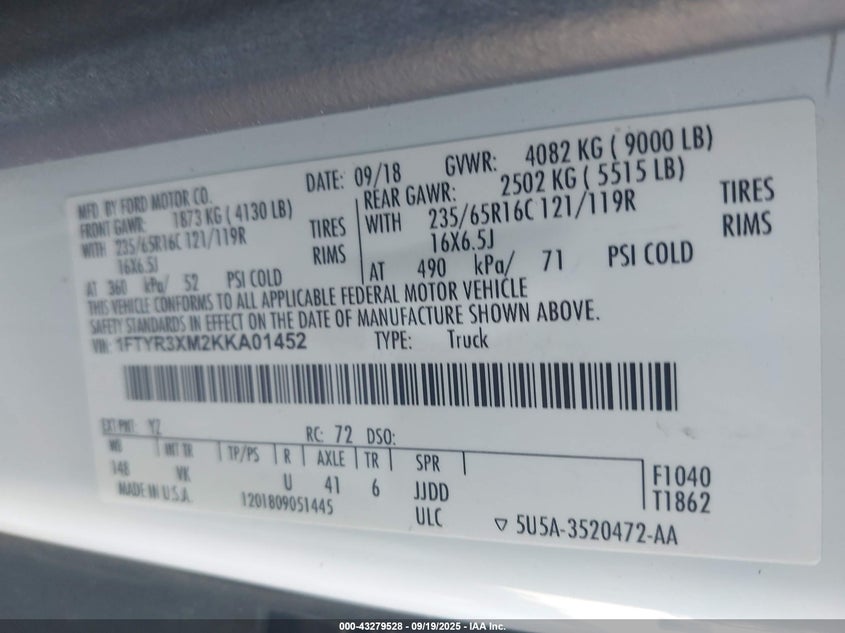 MFD. BY FORD MOTOR CO.
DATE: 09/18 GVWR: 4082 KG ( 9000 LB)
FRONT GAWR: 1873 KG ( 4130 LB)
WITH 235/65R16C 121/119R TIRES
16X6.5J RIMS
AT 360 kPa/ 52 PSI COLD
REAR GAWR: 2502 KG ( 5515 LB)
WITH 235/65R16C 121/119R TIRES
16X6.5J RIMS
AT 490 kPa/ 71 PSI COLD
THIS VEHICLE CONFORMS TO ALL APPLICABLE FEDERAL MOTOR VEHICLE
SAFETY STANDARDS IN EFFECT ON THE DATE OF MANUFACTURE SHOWN ABOVE.
VIN: 1FTYR3XM2KKA01452 TYPE: Truck
EXT PNT: YZ RC: 72 DSO:
WB INT TR TP/PS R AXLE TR SPR
148 VK U 41 6 JJDD
F1040
T1862
MADE IN U.S.A. 1201809051445 ULC
▽ 5U5A-3520472-AA
000-43279528 - 09/19/2025 - IAA Inc.